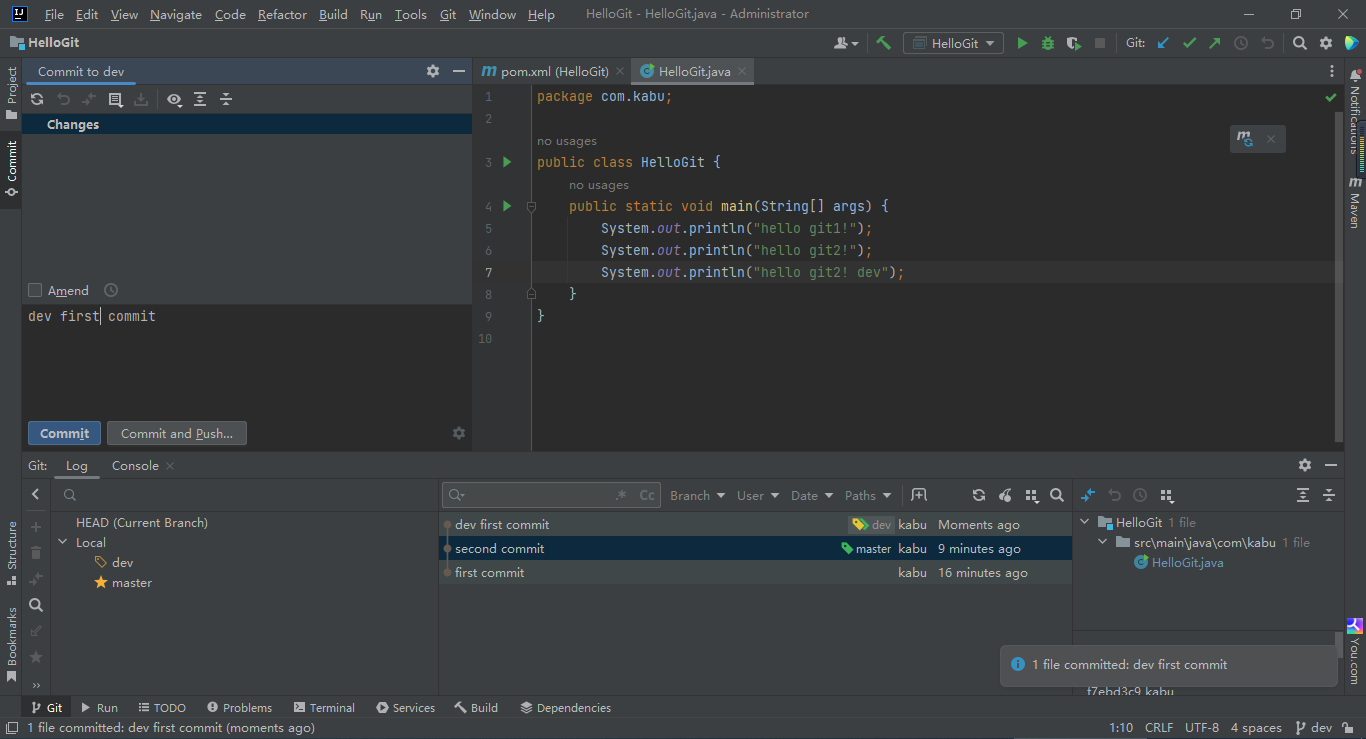 File Edit View Navigate Code Refactor Build Run Tools Git Window Help HelloGit - HelloGit.java - Administrator
HelloGit
HelloGit
Git:
Project
Commit
Structure
Bookmarks
Commit to dev
Changes
Amend
dev first commit
Commit
Commit and Push...
pom.xml (HelloGit)
HelloGit.java
1 package com.kabu;
2
no usages
3 public class HelloGit {
no usages
4 public static void main(String[] args) {
5 System.out.println("hello git1!");
6 System.out.println("hello git2!");
7 System.out.println("hello git2! dev");
8 }
9 }
10
Notifications
Maven
You.com
Git: Log Console
HEAD (Current Branch)
Local
dev
master
.* Cc Branch User Date Paths
dev first commit dev kabu Moments ago
second commit master kabu 9 minutes ago
first commit kabu 16 minutes ago
HelloGit 1 file
src\main\java\com\kabu 1 file
HelloGit.java
1 file committed: dev first commit
f7ebd3c9 kabu
Git Run TODO Problems Terminal Services Build Dependencies
1 file committed: dev first commit (moments ago)
1:10 CRLF UTF-8 4 spaces dev